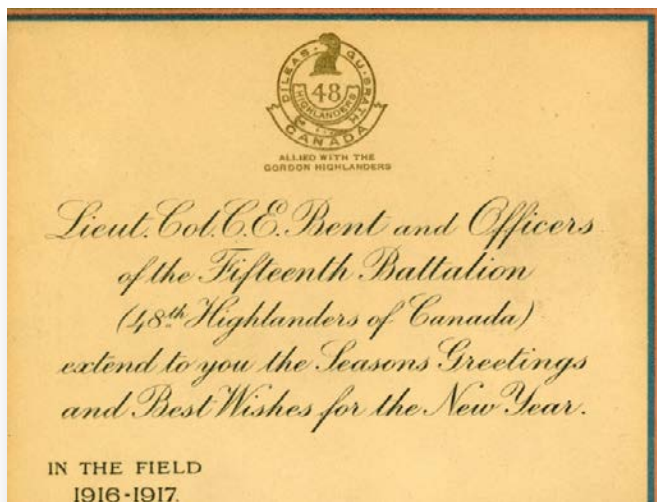 DILEAS · GU · BRATH
48
HIGHLANDERS
CANADA
ALLIED WITH THE
GORDON HIGHLANDERS
Lieut. Col. C. E. Bent and Officers
of the Fifteenth Battalion
(48th Highlanders of Canada)
extend to you the Seasons Greetings
and Best Wishes for the New Year.
IN THE FIELD
1916-1917.